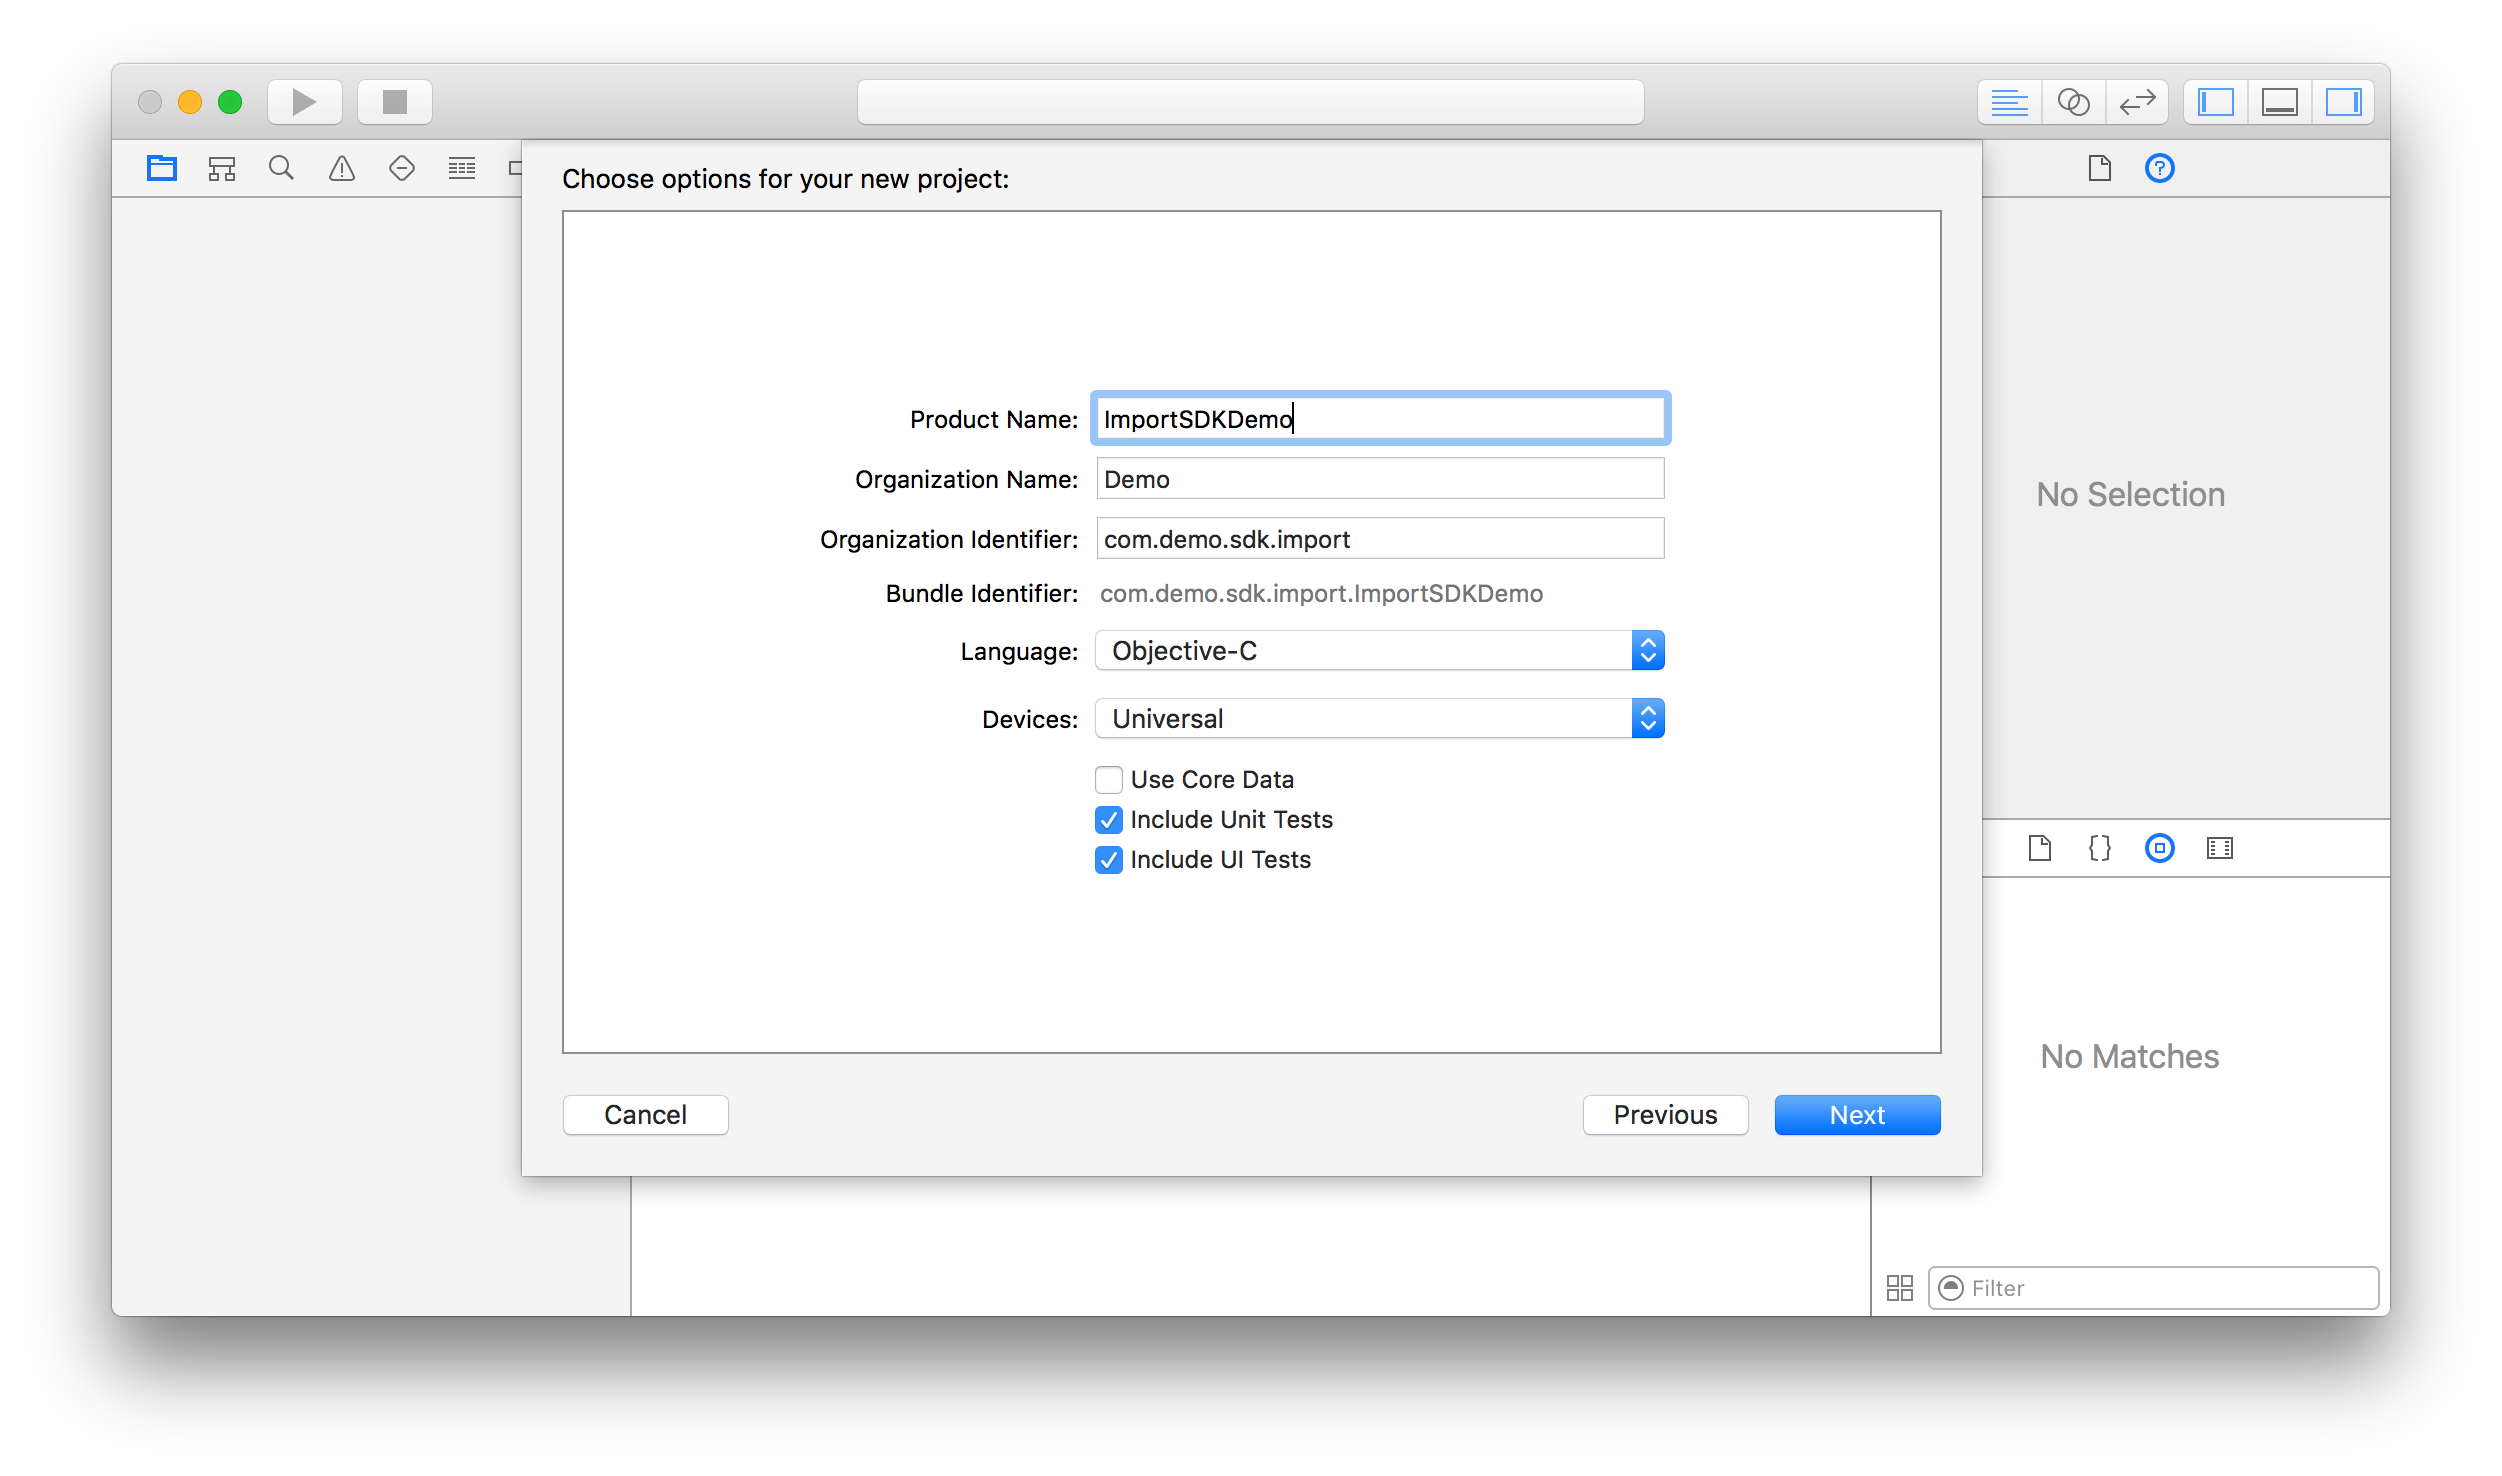 Choose options for your new project:
Product Name: ImportSDKDemo
Organization Name: Demo
Organization Identifier: com.demo.sdk.import
Bundle Identifier: com.demo.sdk.import.ImportSDKDemo
Language: Objective-C
Devices: Universal
Use Core Data
Include Unit Tests
Include UI Tests
Cancel
Previous
Next
No Selection
No Matches
Filter